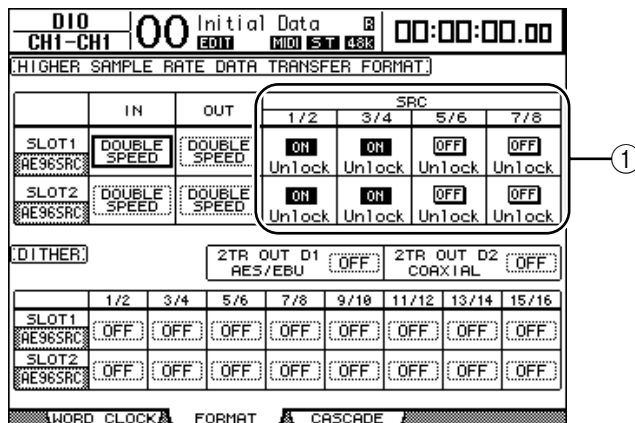 DIO
CH1-CH1
00
Initial Data
R
EDIT
MIDI
S T
48K
00:00:00.00
HIGHER SAMPLE RATE DATA TRANSFER FORMAT
IN
OUT
SRC
1/2
3/4
5/6
7/8
SLOT1
AE96SRC
DOUBLE
SPEED
DOUBLE
SPEED
ON
Unlock
ON
Unlock
OFF
Unlock
OFF
Unlock
SLOT2
AE96SRC
DOUBLE
SPEED
DOUBLE
SPEED
ON
Unlock
ON
Unlock
OFF
Unlock
OFF
Unlock
1
DITHER
2TR OUT D1
AES/EBU
OFF
2TR OUT D2
COAXIAL
OFF
1/2
3/4
5/6
7/8
9/10
11/12
13/14
15/16
SLOT1
AE96SRC
OFF
OFF
OFF
OFF
OFF
OFF
OFF
OFF
SLOT2
AE96SRC
OFF
OFF
OFF
OFF
OFF
OFF
OFF
OFF
WORD CLOCK
FORMAT
CASCADE